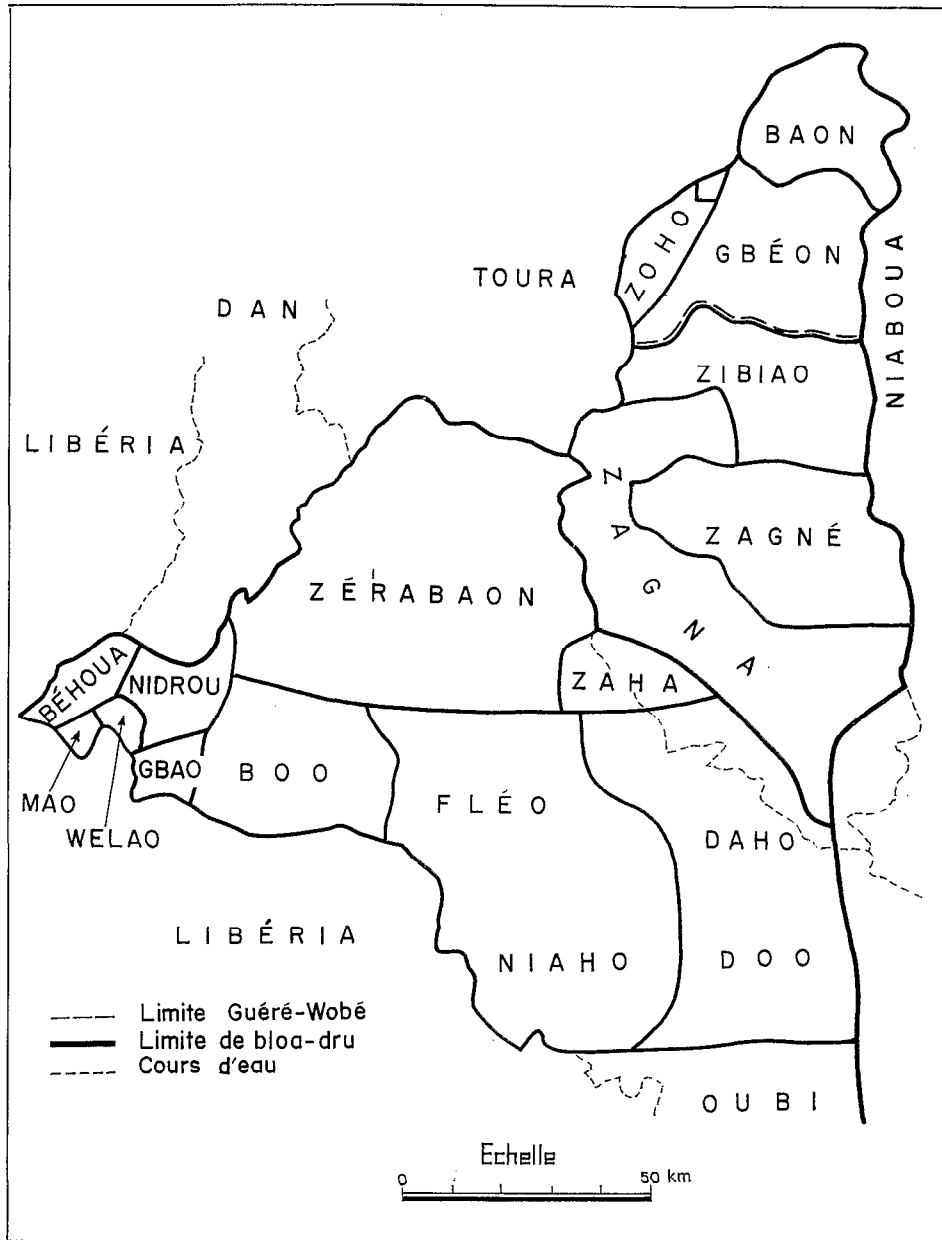 BAON
ZOHO
GBÉON
NIABOUA
TOURA
DAN
ZIBIAO
LIBÉRIA
ZAGNA
ZAGNÉ
ZÉRABAON
BÉHOUA
NIDROU
ZAHA
GBAO
BOO
MAO
FLÉO
WELAO
DAHO
LIBÉRIA
NIAHO
DOO
Limite Guéré-Wobé
Limite de bloa-dru
Cours d'eau
OUBI
Echelle
0 50 km